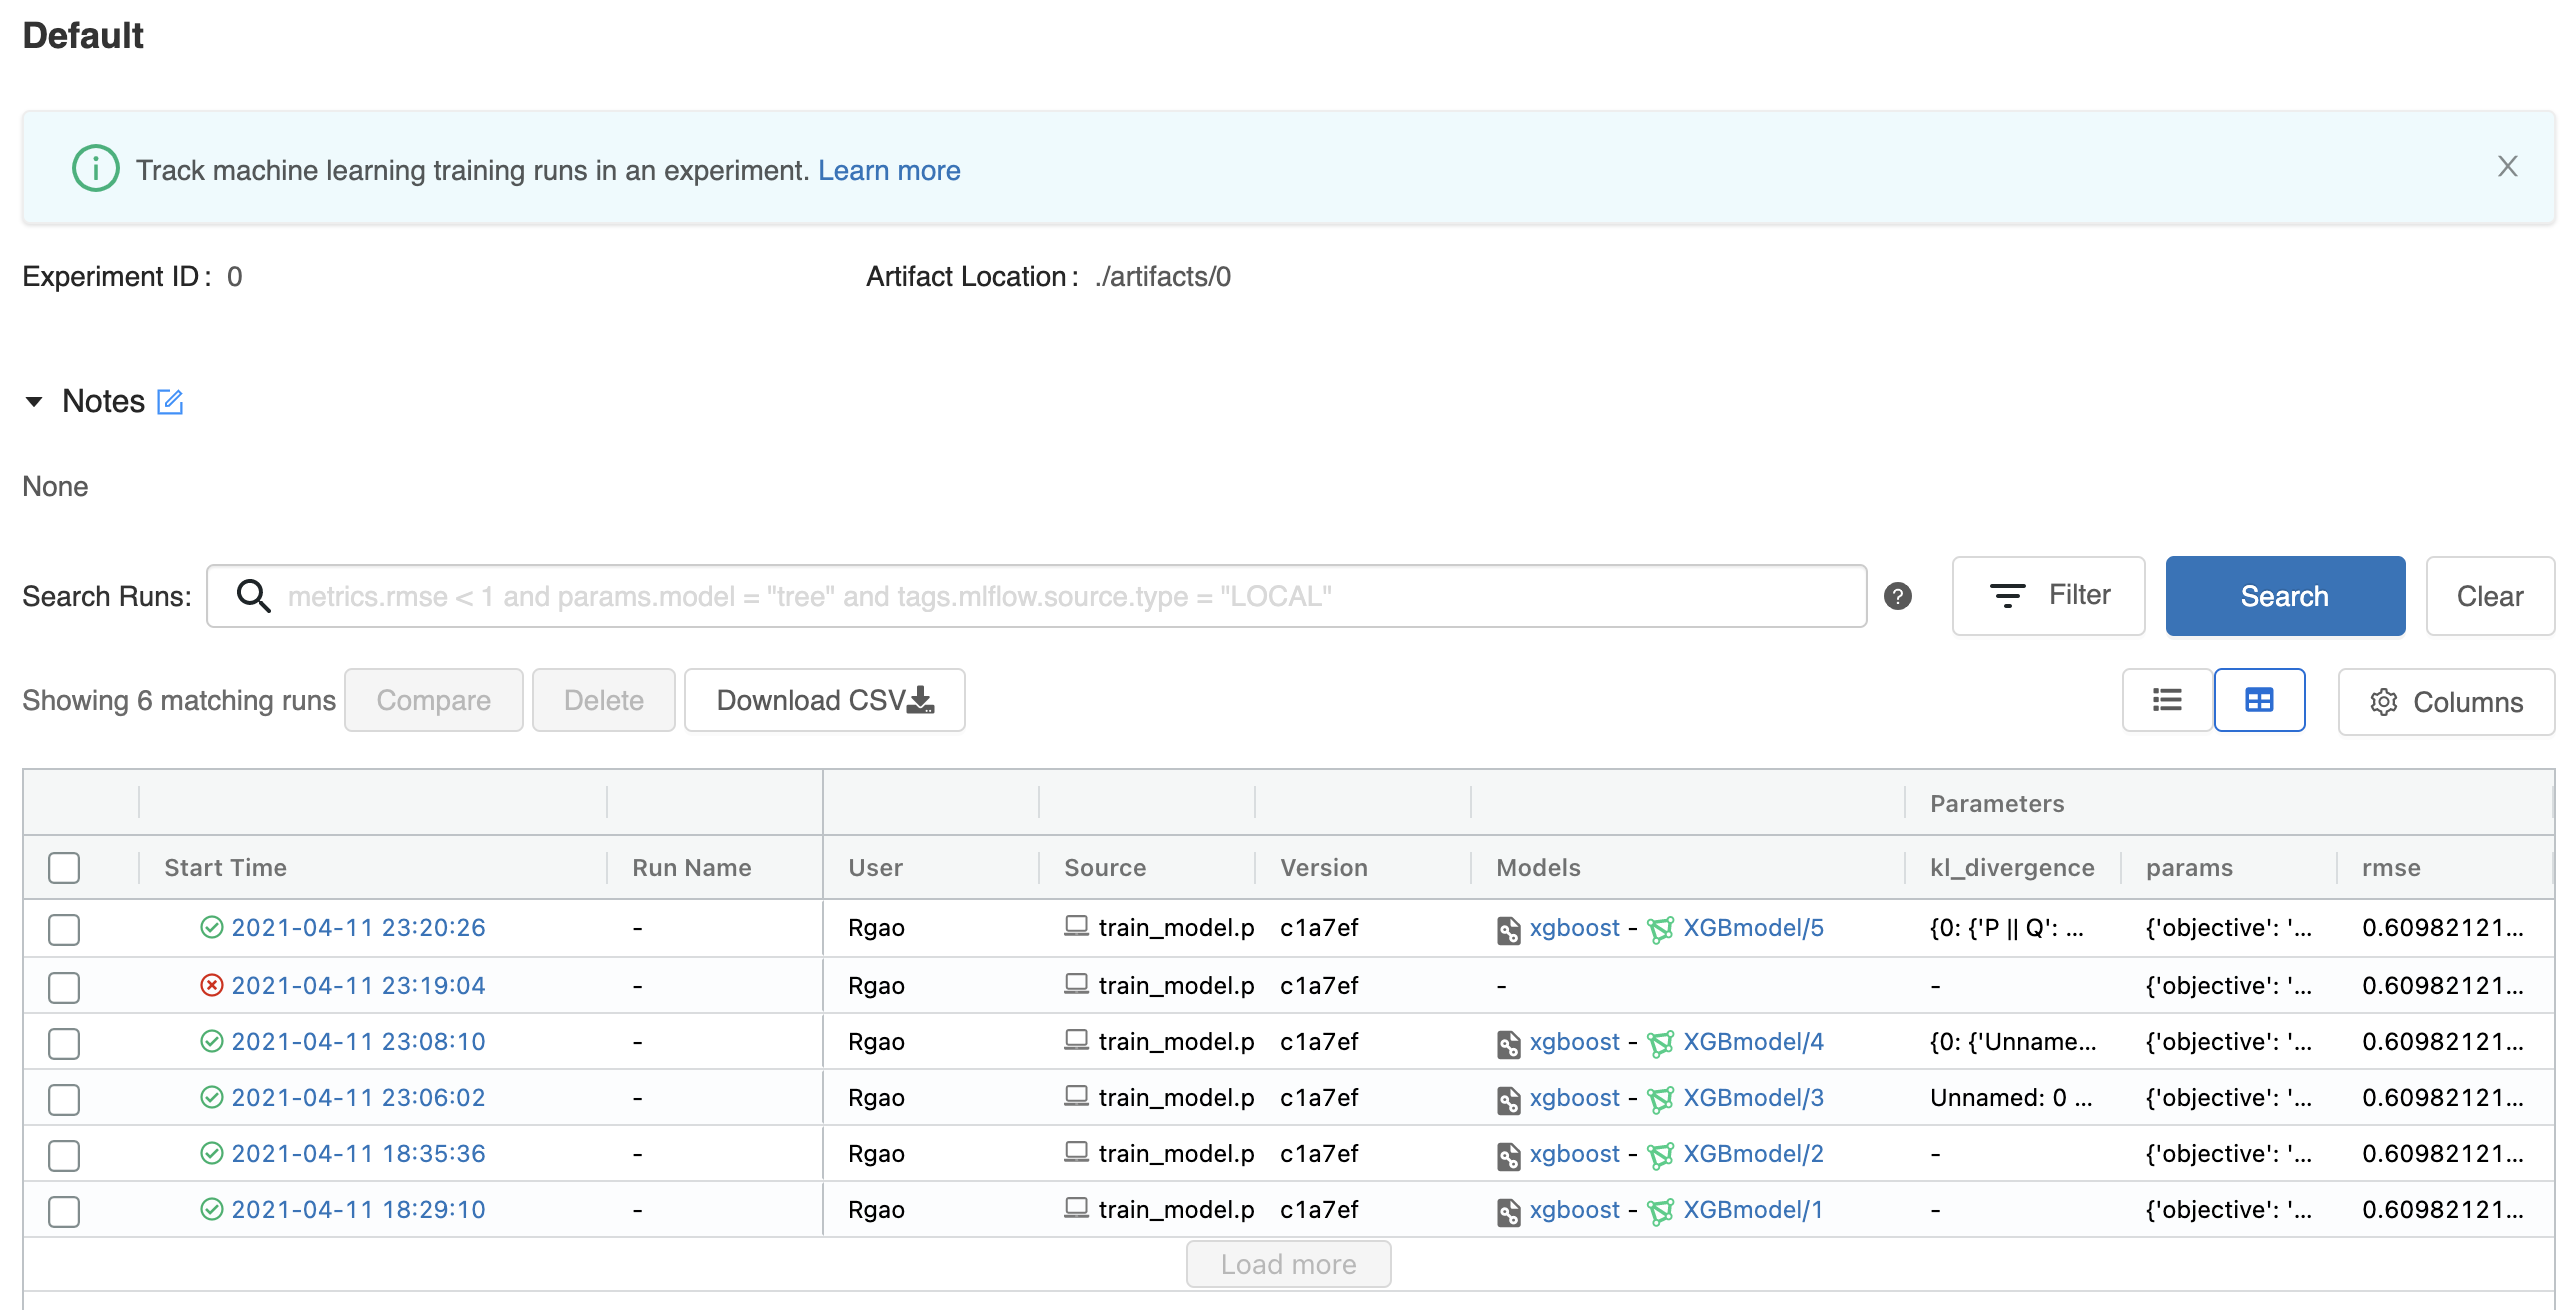 Default
Track machine learning training runs in an experiment. Learn more
Experiment ID: 0 Artifact Location: ./artifacts/0
Notes
None
Search Runs: metrics.rmse < 1 and params.model = "tree" and tags.mlflow.source.type = "LOCAL" ? Filter Search Clear
Showing 6 matching runs Compare Delete Download CSV Columns
Parameters
Start Time Run Name User Source Version Models kl_divergence params rmse
2021-04-11 23:20:26 - Rgao train_model.p c1a7ef xgboost - XGBmodel/5 {0: {'P || Q': ... {'objective': '... 0.60982121...
2021-04-11 23:19:04 - Rgao train_model.p c1a7ef - - {'objective': '... 0.60982121...
2021-04-11 23:08:10 - Rgao train_model.p c1a7ef xgboost - XGBmodel/4 {0: {'Unname... {'objective': '... 0.60982121...
2021-04-11 23:06:02 - Rgao train_model.p c1a7ef xgboost - XGBmodel/3 Unnamed: 0 ... {'objective': '... 0.60982121...
2021-04-11 18:35:36 - Rgao train_model.p c1a7ef xgboost - XGBmodel/2 - {'objective': '... 0.60982121...
2021-04-11 18:29:10 - Rgao train_model.p c1a7ef xgboost - XGBmodel/1 - {'objective': '... 0.60982121...
Load more